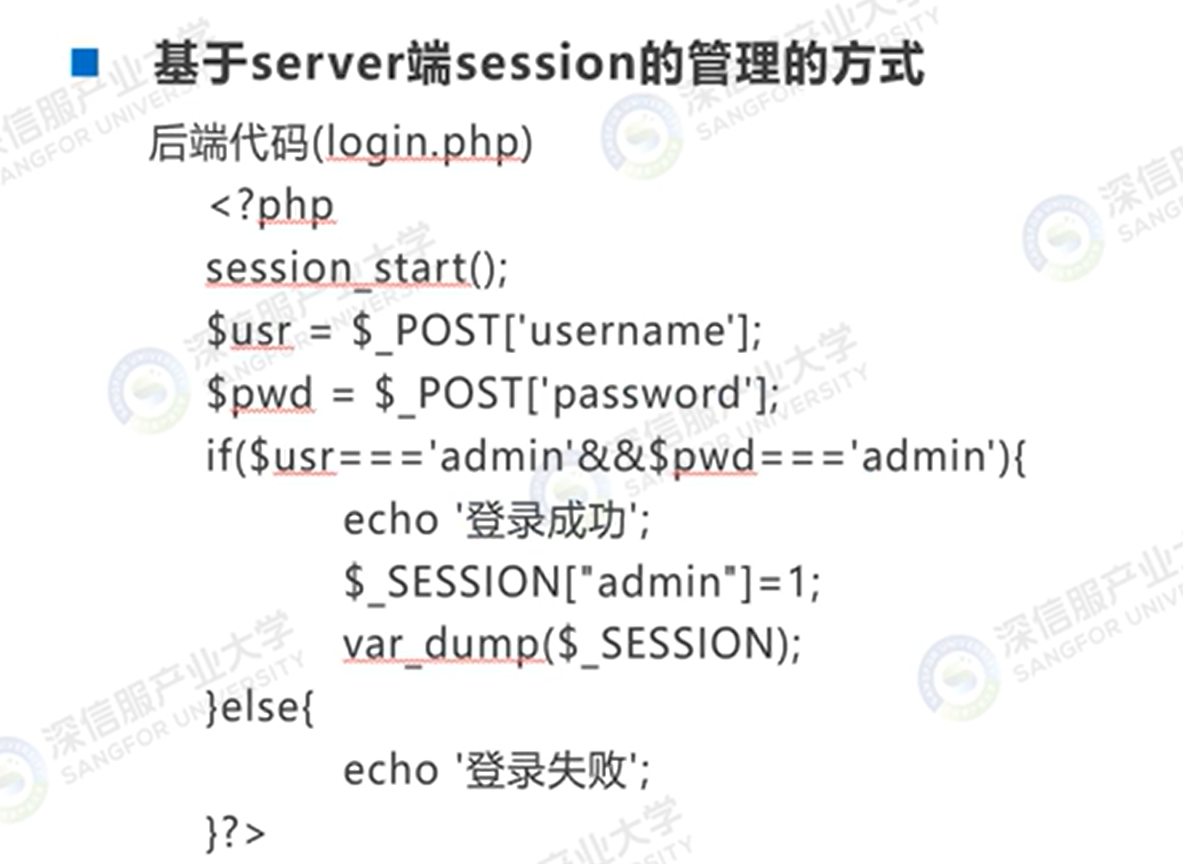 基于server端session的管理的方式
后端代码(login.php)
<?php
session_start();
$usr = $_POST['username'];
$pwd = $_POST['password'];
if($usr==='admin'&&$pwd==='admin'){
echo '登录成功';
$_SESSION["admin"]=1;
var_dump($_SESSION);
}else{
echo '登录失败';
}?>
深信服产业大学
SANGFOR UNIVERSITY